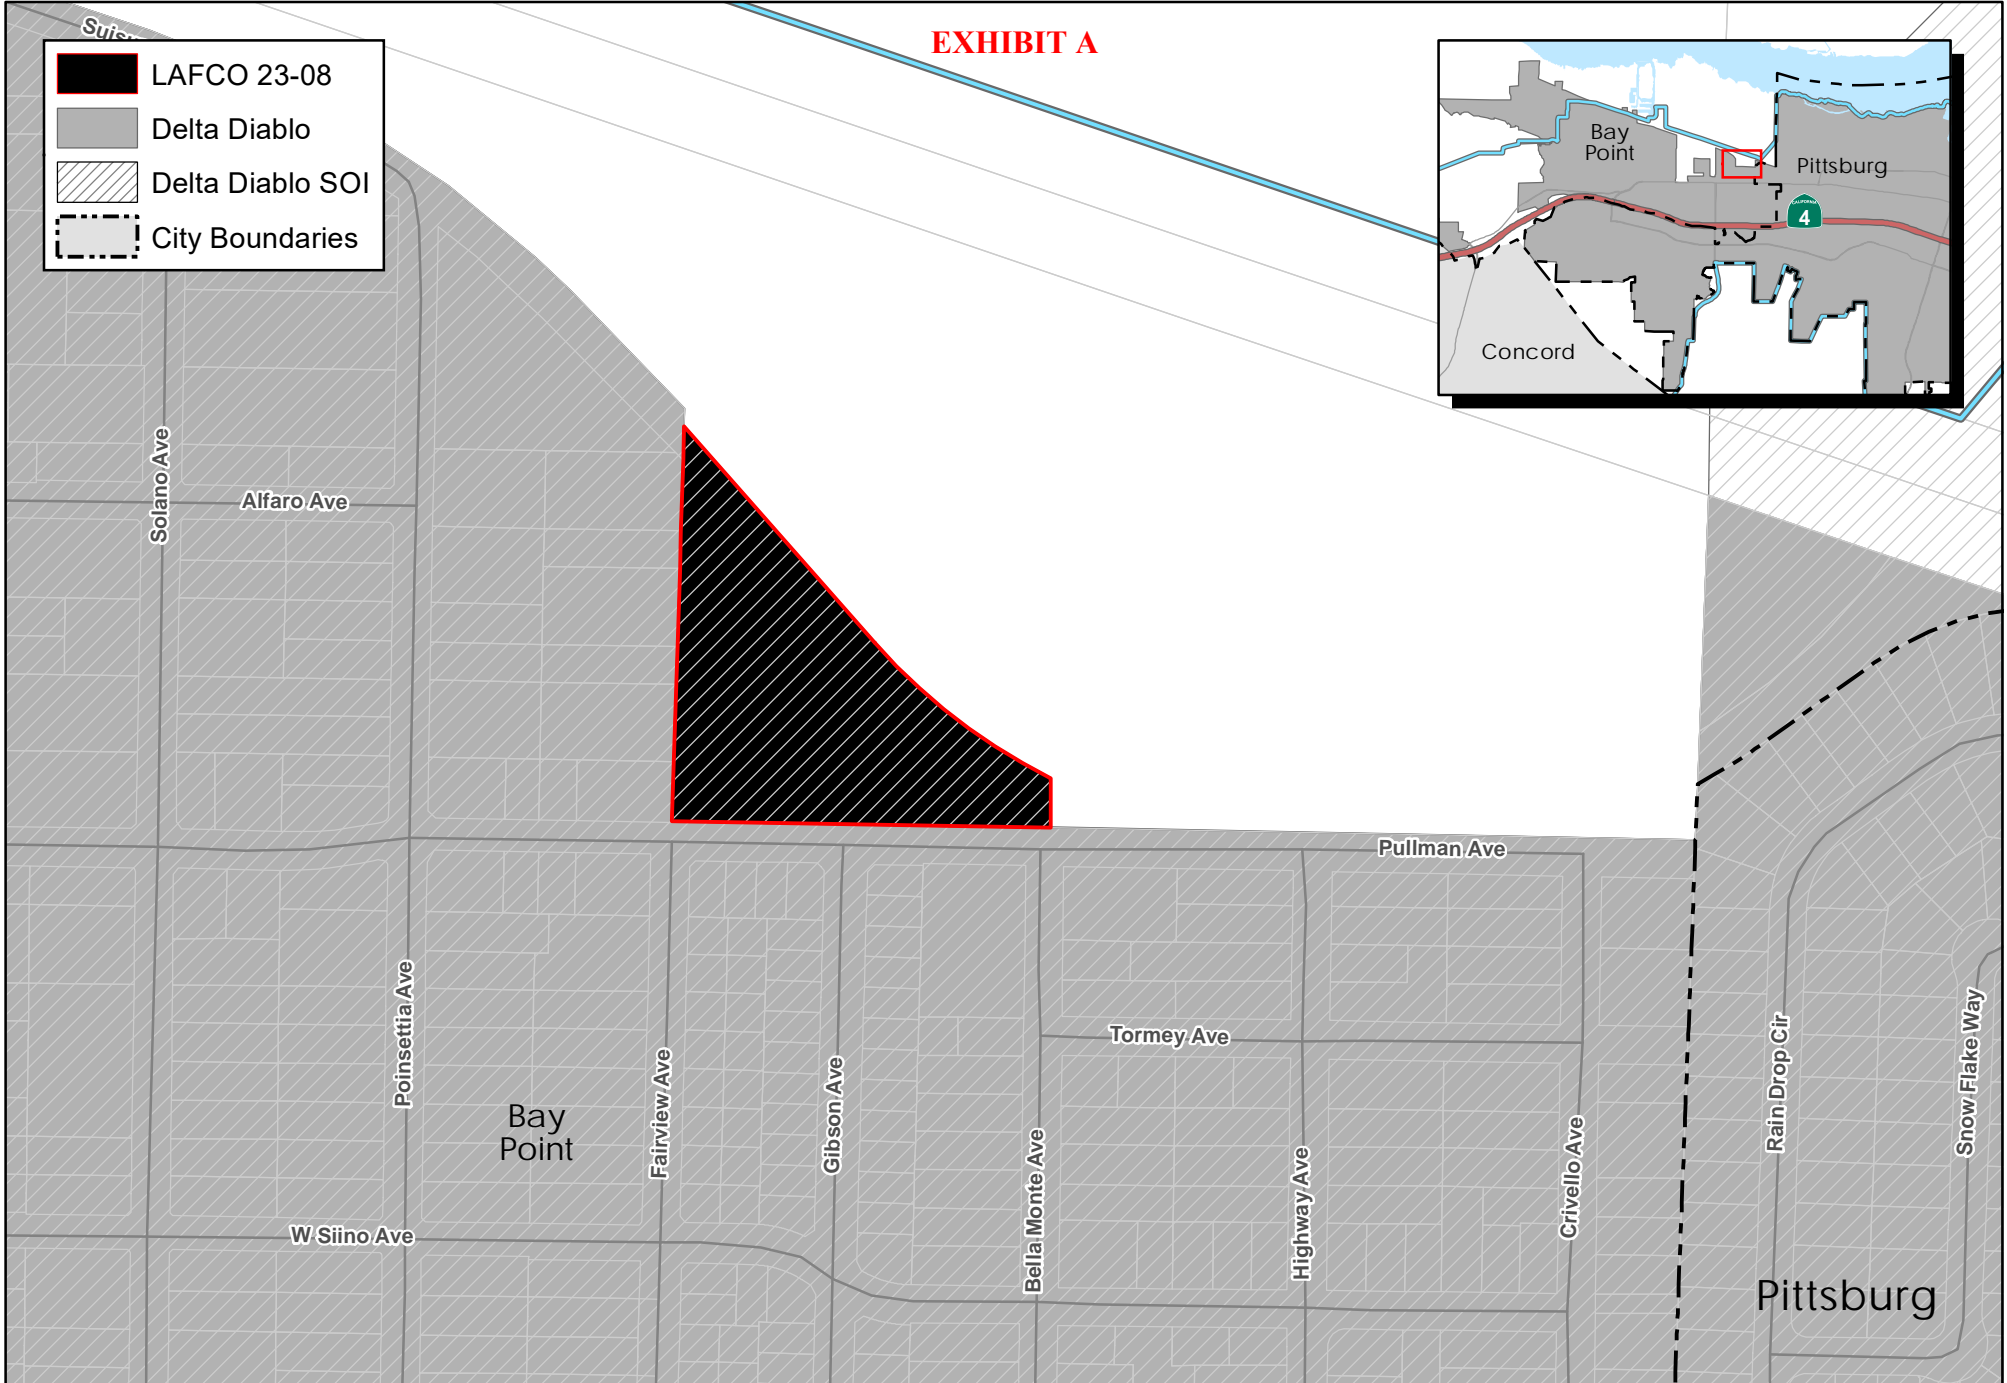 EXHIBIT A
LAFCO 23-08
Delta Diablo
Delta Diablo SOI
City Boundaries
Bay
Point
Pittsburg
CALIFORNIA
4
Concord
Solano Ave
Alfaro Ave
Pullman Ave
Poinsettia Ave
Bay
Point
Fairview Ave
Gibson Ave
Bella Monte Ave
Tormey Ave
Highway Ave
Crivello Ave
Rain Drop Cir
Snow Flake Way
W Siino Ave
Pittsburg